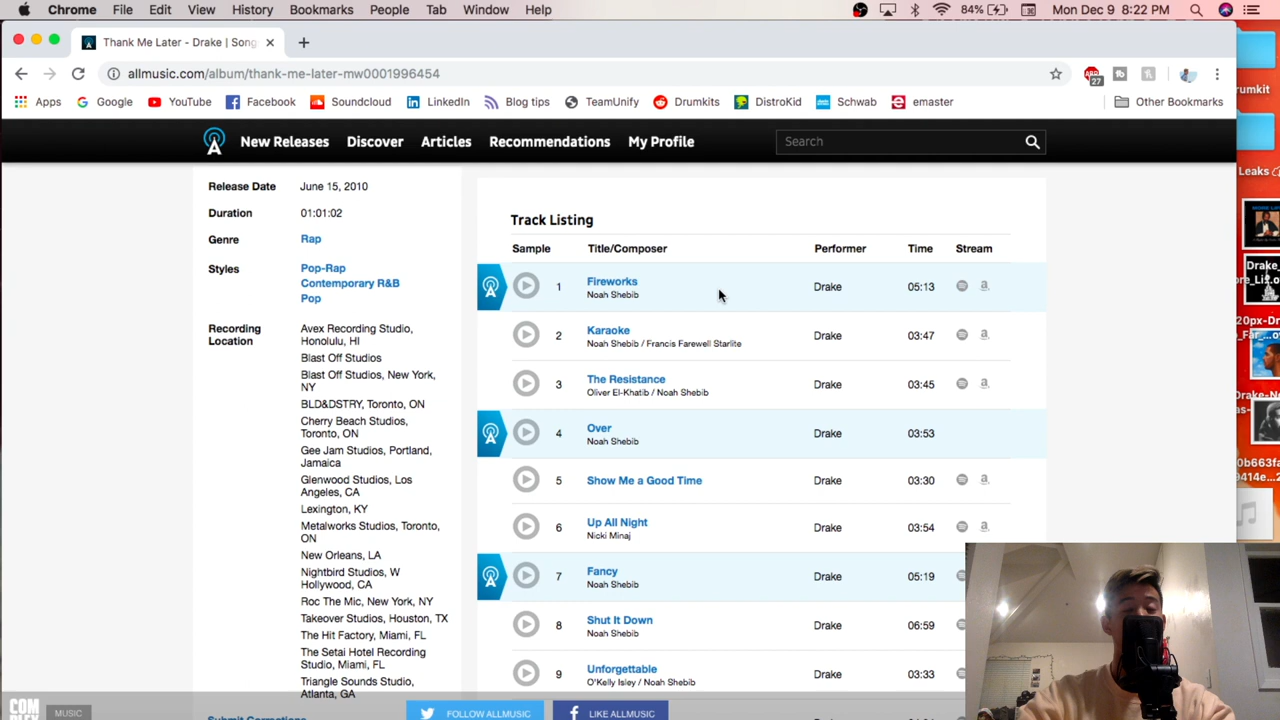 Chrome File Edit View History Bookmarks People Tab Window Help 84% Mon Dec 9 8:22 PM
Thank Me Later - Drake | Song
allmusic.com/album/thank-me-later-mw0001996454 27
Apps Google YouTube Facebook Soundcloud LinkedIn Blog tips TeamUnify Drumkits DistroKid Schwab emaster Other Bookmarks
New Releases Discover Articles Recommendations My Profile Search
Release Date June 15, 2010
Duration 01:01:02
Genre Rap
Styles Pop-Rap
Contemporary R&B
Pop
Recording Location
Avex Recording Studio, Honolulu, HI
Blast Off Studios
Blast Off Studios, New York, NY
BLD&DSTRY, Toronto, ON
Cherry Beach Studios, Toronto, ON
Gee Jam Studios, Portland, Jamaica
Glenwood Studios, Los Angeles, CA
Lexington, KY
Metalworks Studios, Toronto, ON
New Orleans, LA
Nightbird Studios, W Hollywood, CA
Roc The Mic, New York, NY
Takeover Studios, Houston, TX
The Hit Factory, Miami, FL
The Setai Hotel Recording Studio, Miami, FL
Triangle Sounds Studio, Atlanta, GA
Submit Corrections
Track Listing
Sample Title/Composer Performer Time Stream
1 Fireworks Drake 05:13
Noah Shebib
2 Karaoke Drake 03:47
Noah Shebib / Francis Farewell Starlite
3 The Resistance Drake 03:45
Oliver El-Khatib / Noah Shebib
4 Over Drake 03:53
Noah Shebib
5 Show Me a Good Time Drake 03:30
6 Up All Night Drake 03:54
Nicki Minaj
7 Fancy Drake 05:19
Noah Shebib
8 Shut It Down Drake 06:59
Noah Shebib
9 Unforgettable Drake 03:33
O'Kelly Isley / Noah Shebib
COMPLEX MUSIC
FOLLOW ALLMUSIC LIKE ALLMUSIC